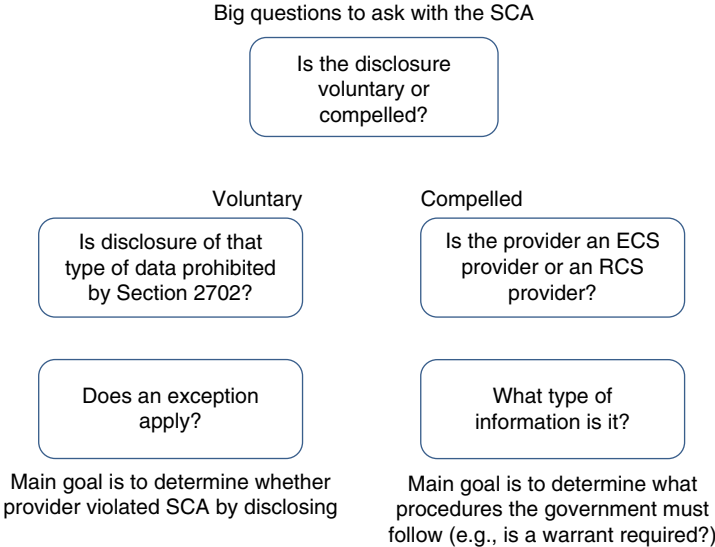 Big questions to ask with the SCA
Is the disclosure
voluntary or
compelled?
Voluntary
Compelled
Is disclosure of that
type of data prohibited
by Section 2702?
Is the provider an ECS
provider or an RCS
provider?
Does an exception
apply?
What type of
information is it?
Main goal is to determine whether
provider violated SCA by disclosing
Main goal is to determine what
procedures the government must
follow (e.g., is a warrant required?)